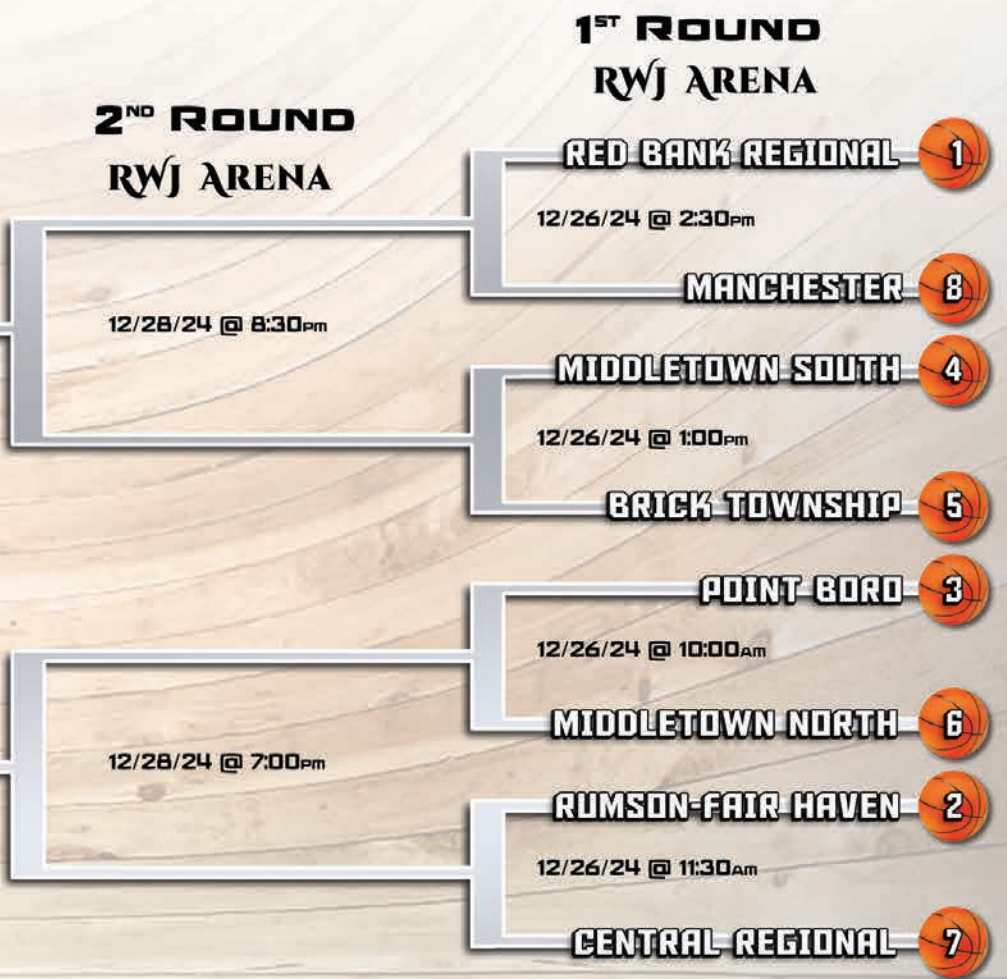 1ST ROUND
RWJ ARENA
2ND ROUND
RWJ ARENA
RED BANK REGIONAL 1
12/26/24 @ 2:30PM
MANCHESTER 8
12/28/24 @ 8:30PM
MIDDLETOWN SOUTH 4
12/26/24 @ 1:00PM
BRICK TOWNSHIP 5
POINT BORO 3
12/26/24 @ 10:00AM
MIDDLETOWN NORTH 6
12/28/24 @ 7:00PM
RUMSON-FAIR HAVEN 2
12/26/24 @ 11:30AM
CENTRAL REGIONAL 7